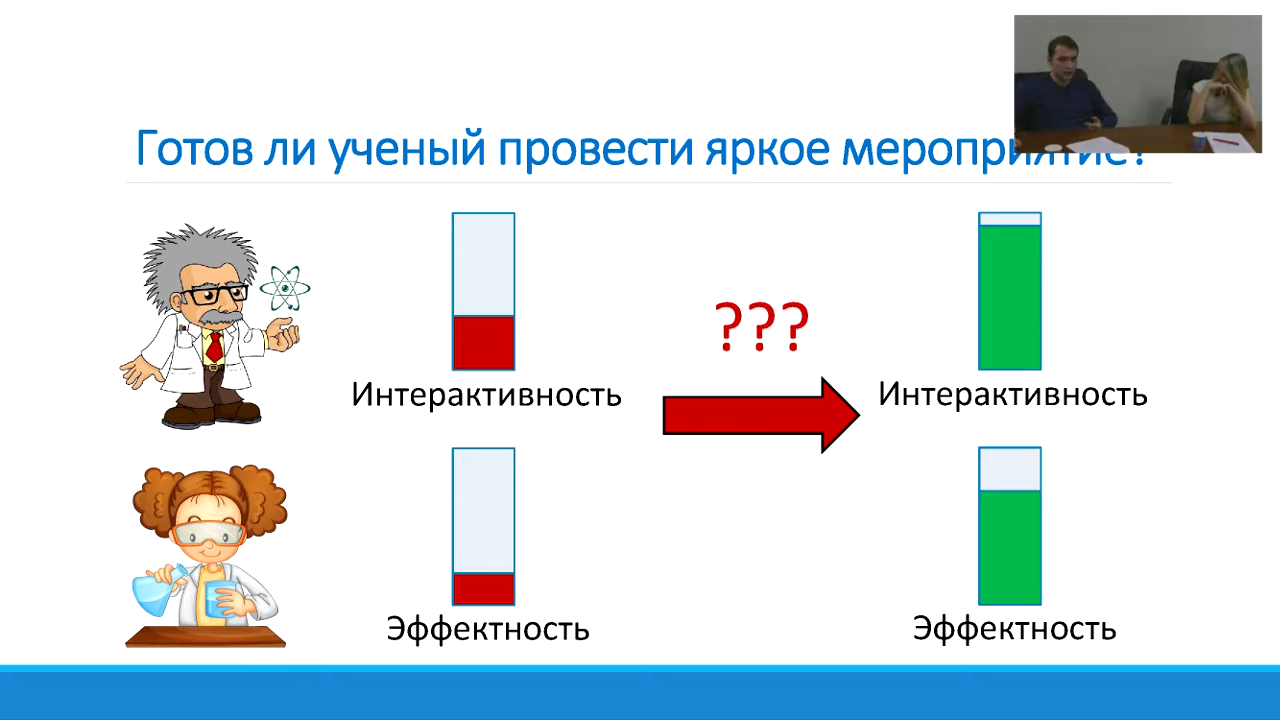 Готов ли ученый провести яркое мероприятие?
???
Интерактивность
Интерактивность
Эффектность
Эффектность